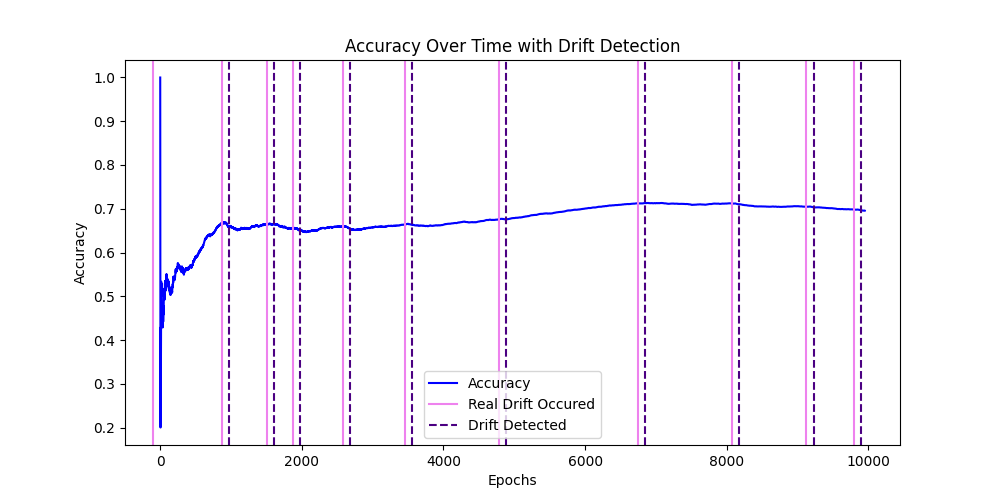 Accuracy Over Time with Drift Detection
1.0
0.9
0.8
0.7
0.6
0.5
0.4
0.3
0.2
Accuracy
Accuracy
Real Drift Occured
Drift Detected
0 2000 4000 6000 8000 10000
Epochs